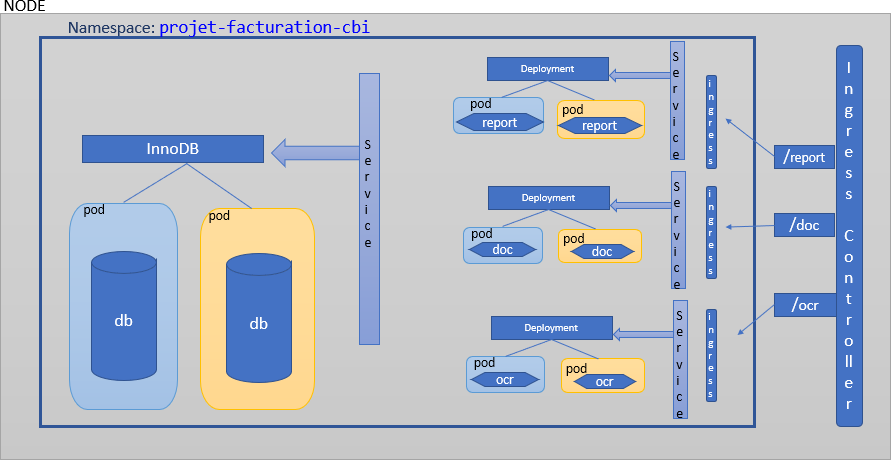 NODE
Namespace: projet-facturation-cbi
InnoDB
pod
db
pod
db
Service
Deployment
pod
report
pod
report
Service
ingress
Deployment
pod
doc
pod
doc
Service
ingress
Deployment
pod
ocr
pod
ocr
Service
ingress
/report
/doc
/ocr
Ingress Controller